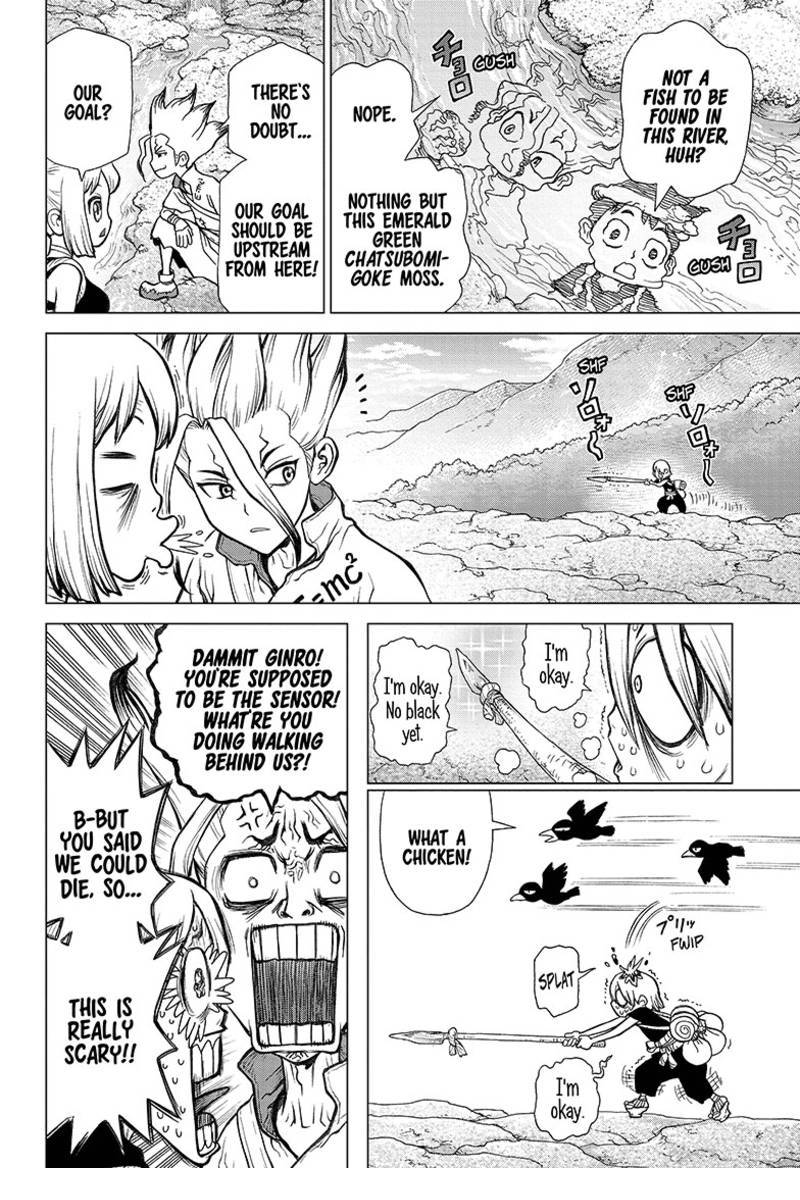 NOT A
FISH TO BE
FOUND IN
THIS RIVER,
HUH?
チョロ
GUSH
チョロ
GUSH
NOPE.
NOTHING BUT
THIS EMERALD
GREEN
CHATSUBOMI-
GOKE MOSS.
THERE'S
NO
DOUBT...
OUR GOAL
SHOULD BE
UPSTREAM
FROM HERE!
OUR
GOAL?
SHF
ソロォ~
SHF
ソロォ~
=MC²
I'm
okay.
I'm okay.
No black
yet.
WHAT A
CHICKEN!
プリッ
FWIP
SPLAT
I'm
okay.
DAMMIT GINRO!
YOU'RE SUPPOSED
TO BE THE SENSOR!
WHAT'RE YOU
DOING WALKING
BEHIND US?!
B-BUT
YOU SAID
WE COULD
DIE, SO...
THIS IS
REALLY
SCARY!!